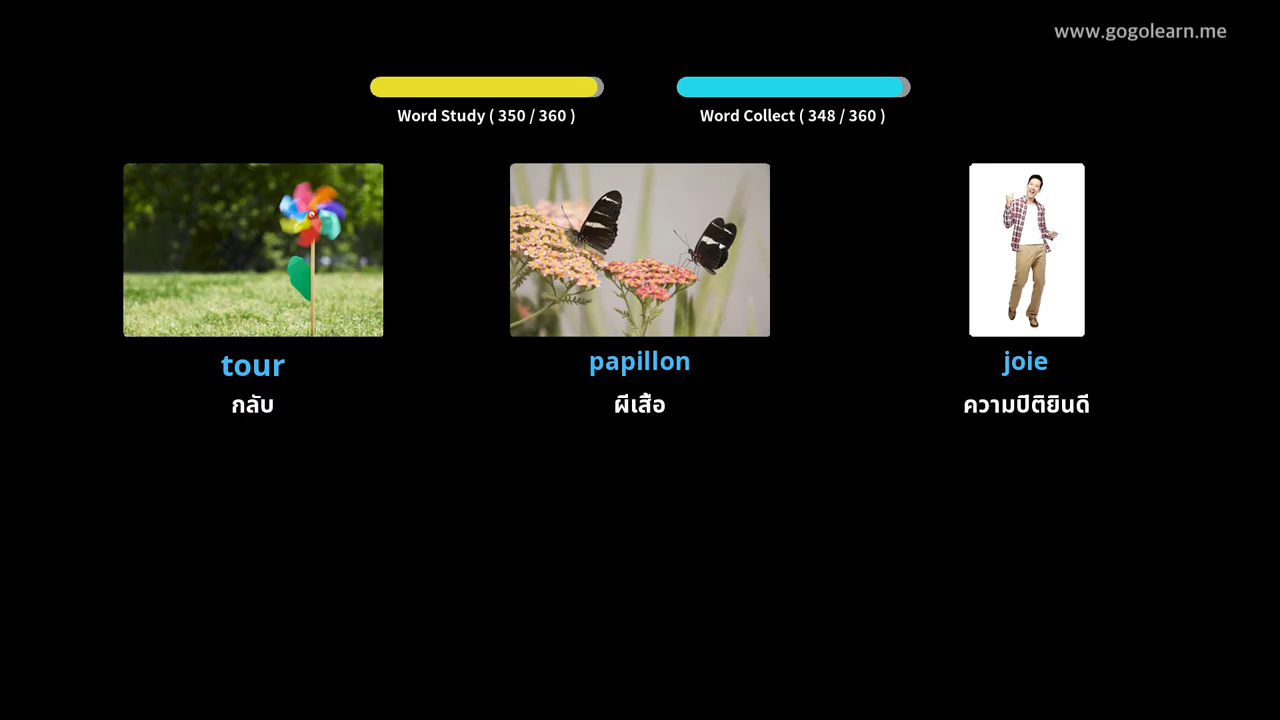 www.gogolearn.me
Word Study ( 350 / 360 )
Word Collect ( 348 / 360 )
tour
papillon
joie
กลับ
ผีเสื้อ
ความปีติยินดี